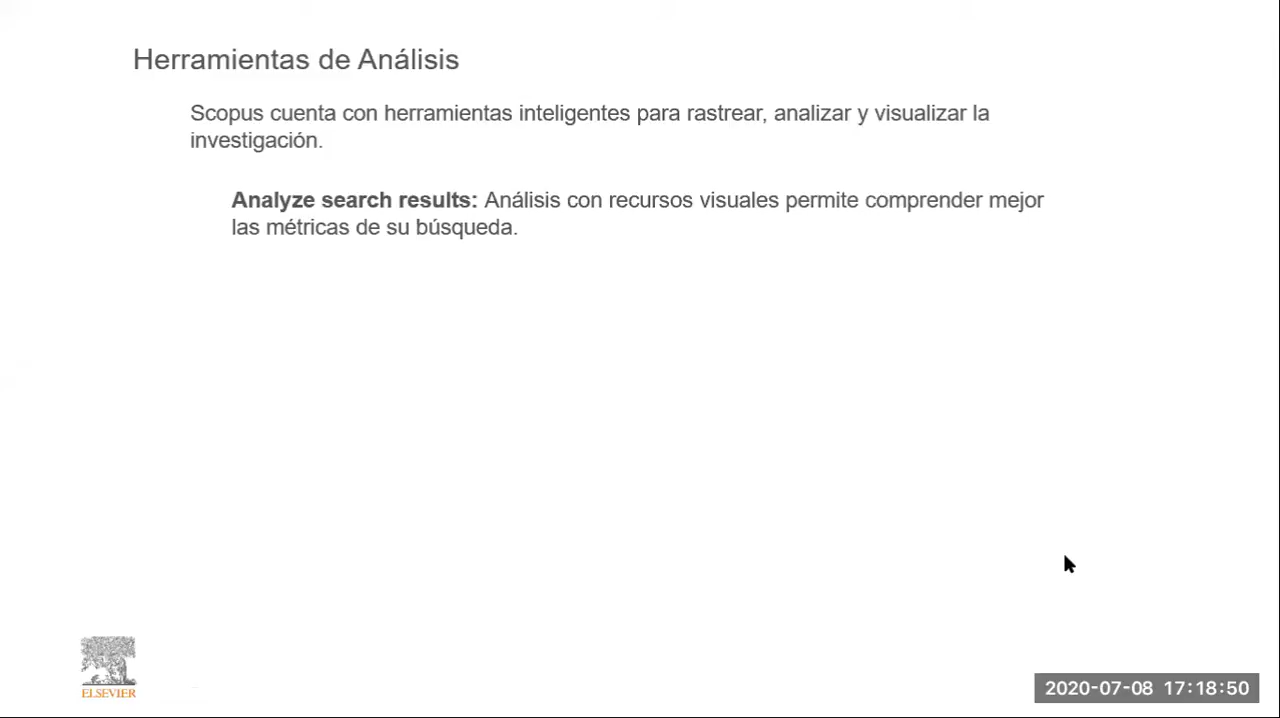 Herramientas de Análisis
Scopus cuenta con herramientas inteligentes para rastrear, analizar y visualizar la
investigación.
Analyze search results: Análisis con recursos visuales permite comprender mejor
las métricas de su búsqueda.
ELSEVIER
2020-07-08 17:18:50